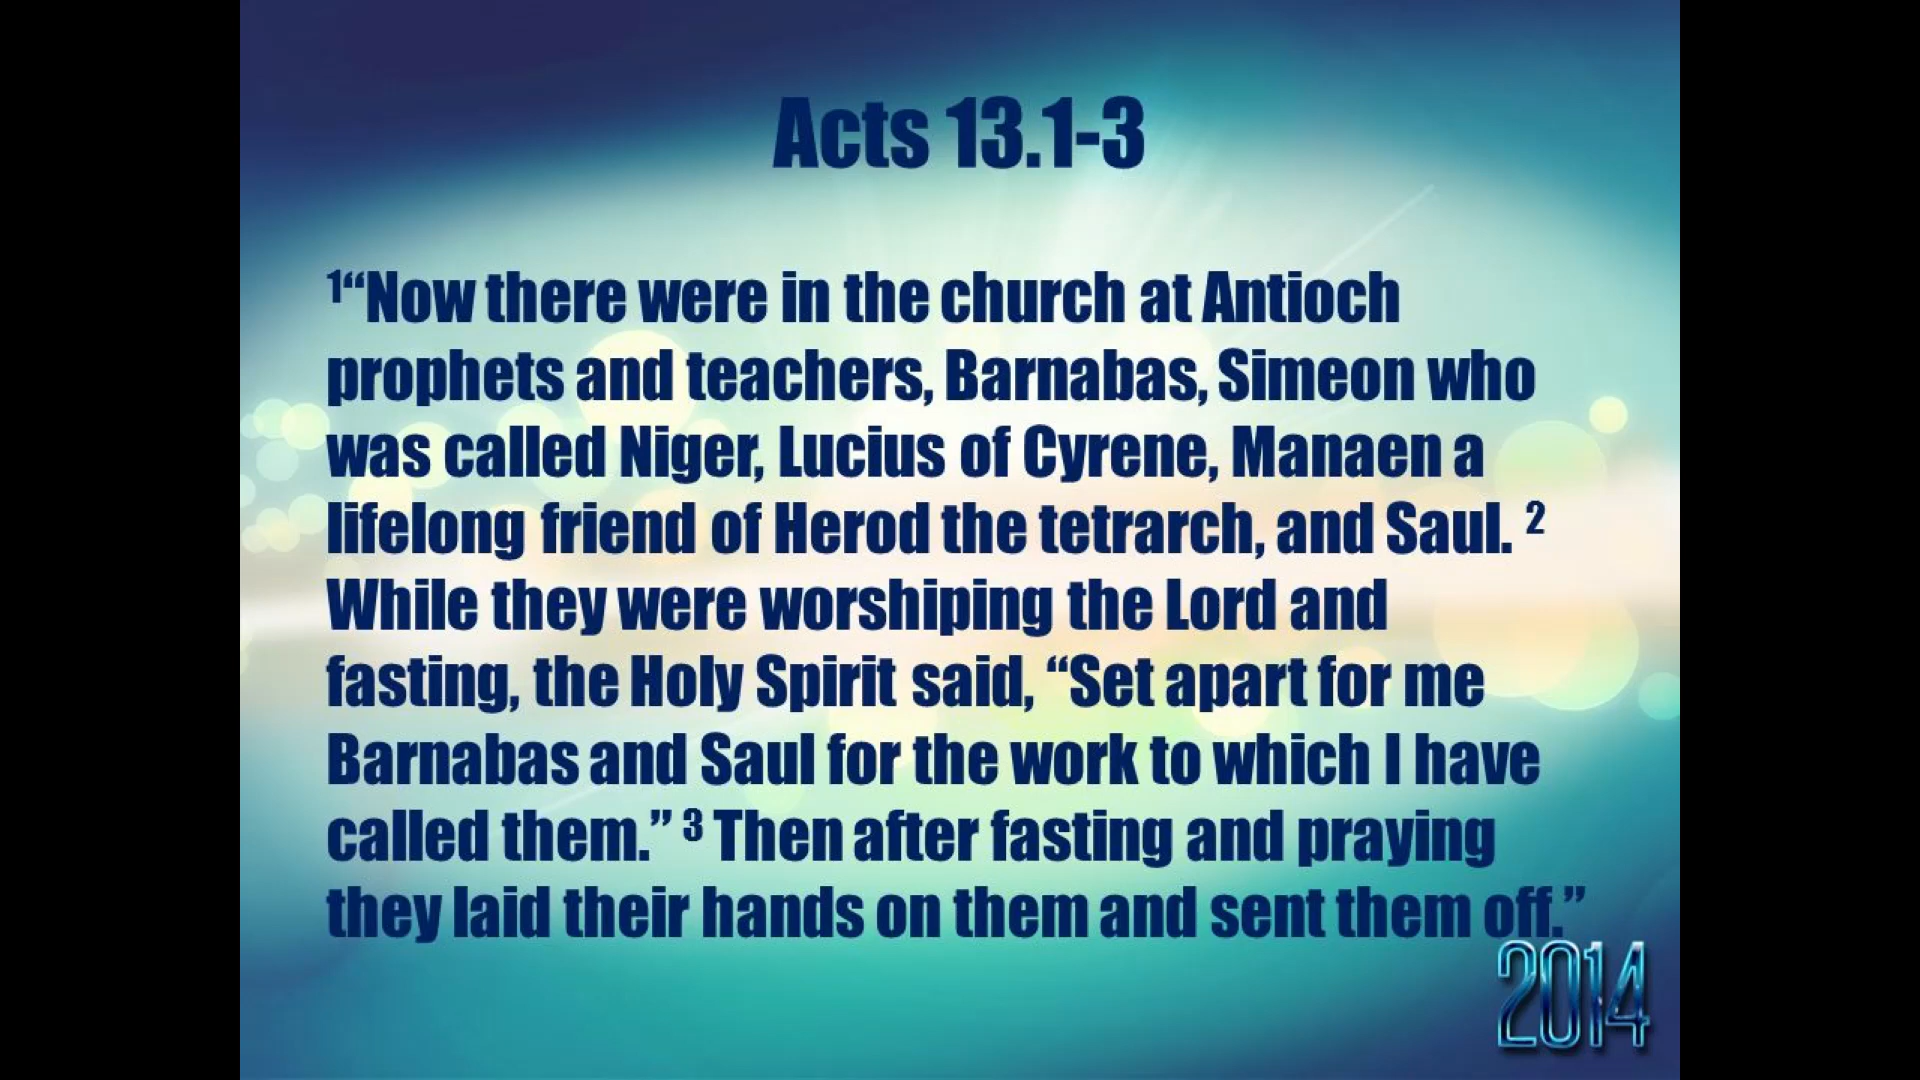 Acts 13.1-3
¹“Now there were in the church at Antioch
prophets and teachers, Barnabas, Simeon who
was called Niger, Lucius of Cyrene, Manaen a
lifelong friend of Herod the tetrarch, and Saul. ²
While they were worshiping the Lord and
fasting, the Holy Spirit said, “Set apart for me
Barnabas and Saul for the work to which I have
called them.” ³ Then after fasting and praying
they laid their hands on them and sent them off.”
2014